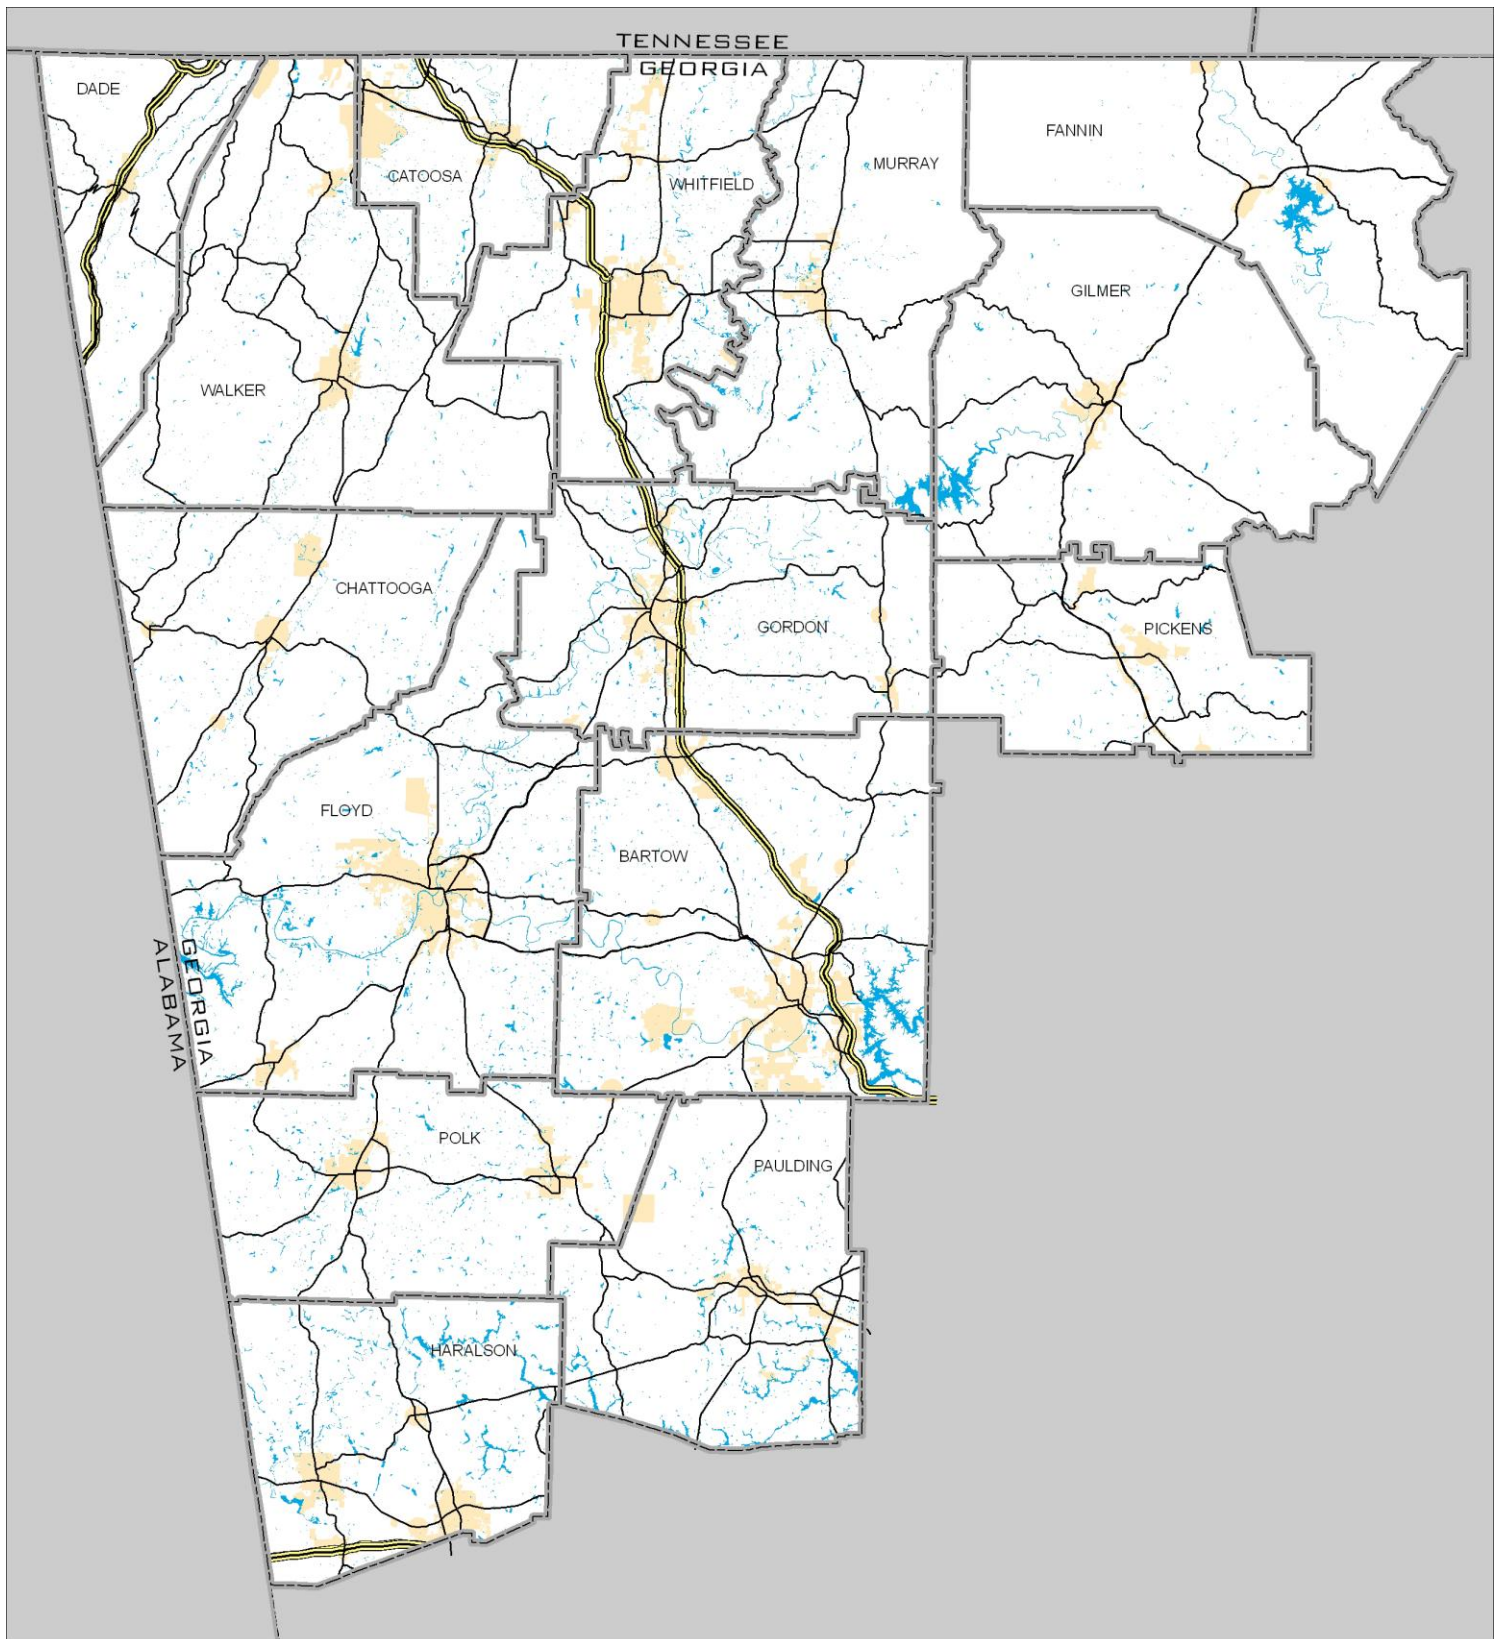 TENNESSEE
GEORGIA
DADE
FANNIN
MURRAY
CATOOSA
WHITFIELD
GILMER
WALKER
CHATTOOGA
GORDON
PICKENS
FLOYD
BARTOW
GEORGIA
ALABAMA
POLK
PAULDING
HARALSON